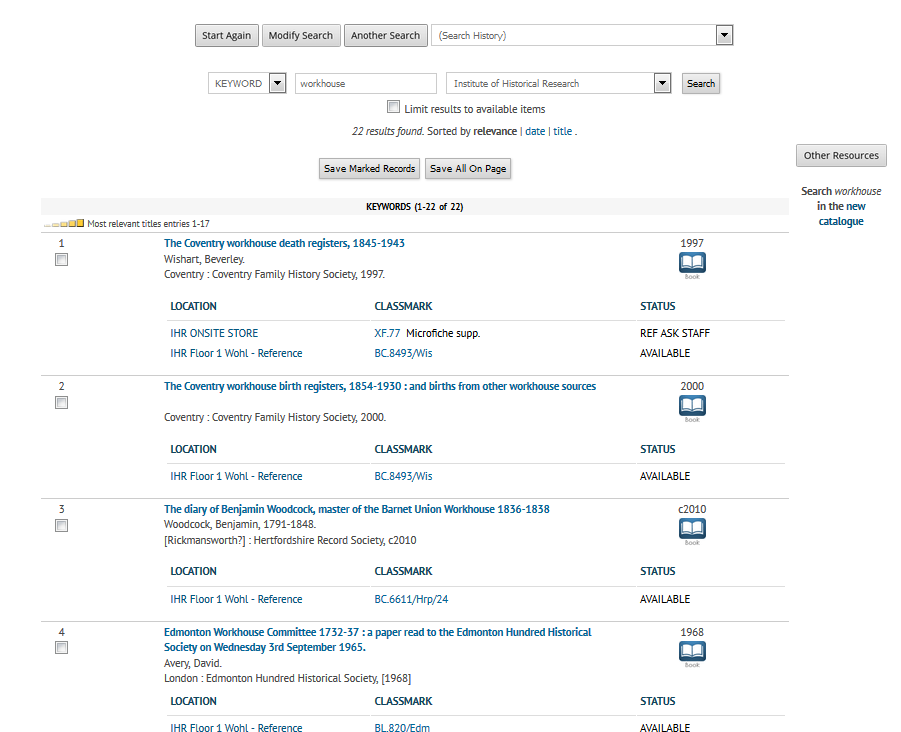 Start Again Modify Search Another Search (Search History)
KEYWORD workhouse Institute of Historical Research Search
Limit results to available items
22 results found. Sorted by relevance | date | title .
Other Resources
Search workhouse
in the new
catalogue
Save Marked Records Save All On Page
KEYWORDS (1-22 of 22)
Most relevant titles entries 1-17
1 The Coventry workhouse death registers, 1845-1943 1997
Wishart, Beverley.
Coventry : Coventry Family History Society, 1997.
Book
LOCATION CLASSMARK STATUS
IHR ONSITE STORE XF.77 Microfiche supp. REF ASK STAFF
IHR Floor 1 Wohl - Reference BC.8493/Wis AVAILABLE
2 The Coventry workhouse birth registers, 1854-1930 : and births from other workhouse sources 2000
Coventry : Coventry Family History Society, 2000.
Book
LOCATION CLASSMARK STATUS
IHR Floor 1 Wohl - Reference BC.8493/Wis AVAILABLE
3 The diary of Benjamin Woodcock, master of the Barnet Union Workhouse 1836-1838 c2010
Woodcock, Benjamin, 1791-1848.
[Rickmansworth?] : Hertfordshire Record Society, c2010
Book
LOCATION CLASSMARK STATUS
IHR Floor 1 Wohl - Reference BC.6611/Hrp/24 AVAILABLE
4 Edmonton Workhouse Committee 1732-37 : a paper read to the Edmonton Hundred Historical 1968
Society on Wednesday 3rd September 1965.
Avery, David.
Book
London : Edmonton Hundred Historical Society, [1968]
LOCATION CLASSMARK STATUS
IHR Floor 1 Wohl - Reference BL.820/Edm AVAILABLE